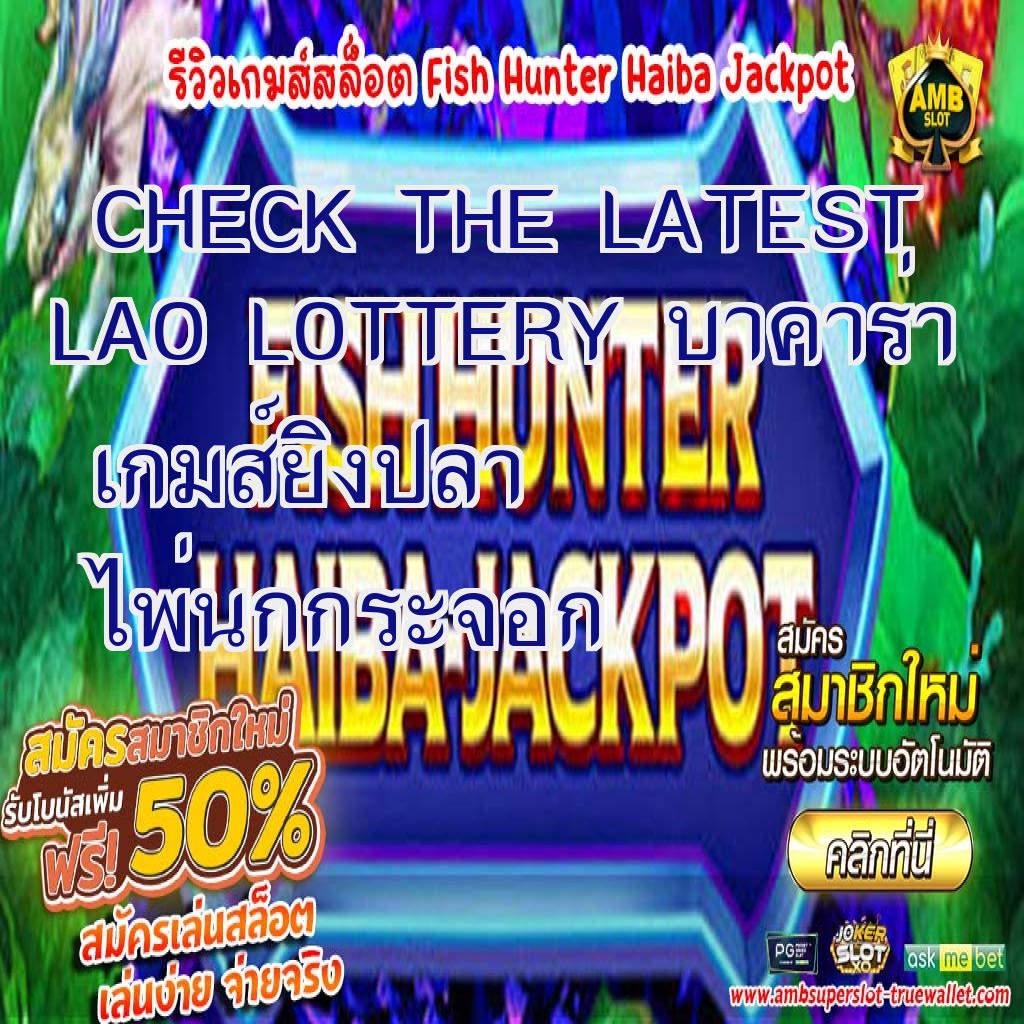 รีวิวเกมส์สล็อต Fish Hunter Haiba Jackpot
AMB
SLOT
CHECK THE LATEST
LAO LOTTERY บาคาร่า
FISH HUNTER
เกมส์ยิงปลา
HAIBA JACKPOT
ไพ่นกกระจอก
สมัคร
สมาชิกใหม่
พร้อมระบบอัตโนมัติ
คลิกที่นี่
สมัครสมาชิกใหม่
รับโบนัสเพิ่ม
ฟรี! 50%
สมัครเล่นสล็อต
เล่นง่าย จ่ายจริง
PG
JOKER
SLOT
XO
ask me bet
www.ambsuperslot-truewallet.com